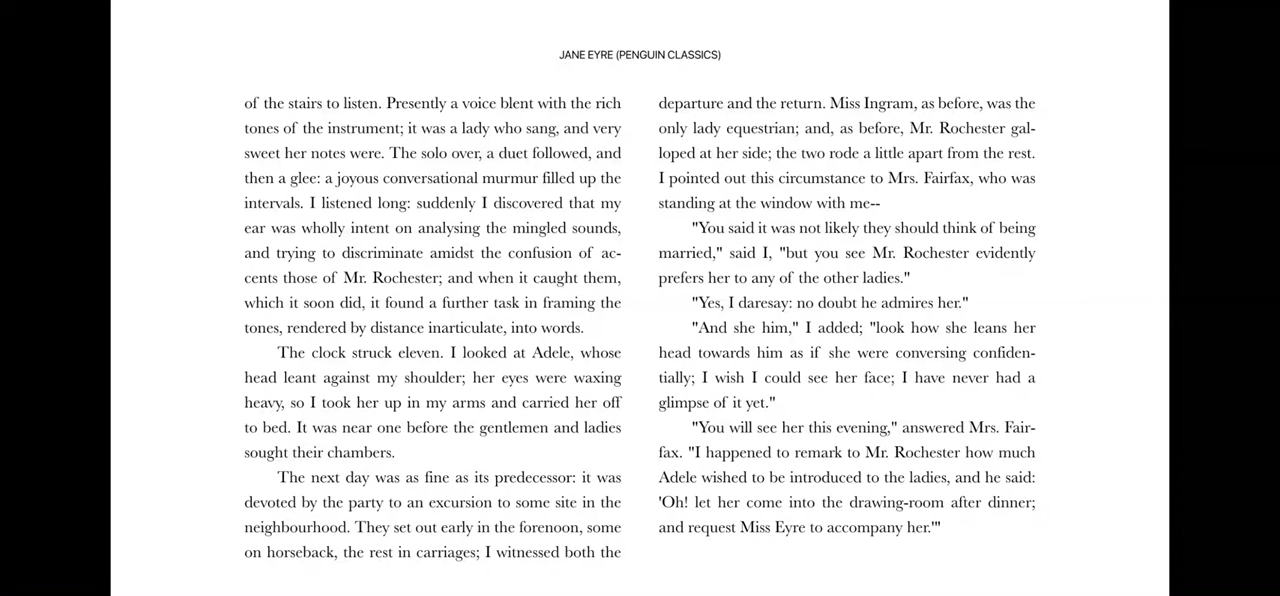 JANE EYRE (PENGUIN CLASSICS)
of the stairs to listen. Presently a voice blent with the rich
tones of the instrument; it was a lady who sang, and very
sweet her notes were. The solo over, a duet followed, and
then a glee: a joyous conversational murmur filled up the
intervals. I listened long: suddenly I discovered that my
ear was wholly intent on analysing the mingled sounds,
and trying to discriminate amidst the confusion of ac-
cents those of Mr. Rochester; and when it caught them,
which it soon did, it found a further task in framing the
tones, rendered by distance inarticulate, into words.
The clock struck eleven. I looked at Adele, whose
head leant against my shoulder; her eyes were waxing
heavy, so I took her up in my arms and carried her off
to bed. It was near one before the gentlemen and ladies
sought their chambers.
The next day was as fine as its predecessor: it was
devoted by the party to an excursion to some site in the
neighbourhood. They set out early in the forenoon, some
on horseback, the rest in carriages; I witnessed both the
departure and the return. Miss Ingram, as before, was the
only lady equestrian; and, as before, Mr. Rochester gal-
loped at her side; the two rode a little apart from the rest.
I pointed out this circumstance to Mrs. Fairfax, who was
standing at the window with me--
"You said it was not likely they should think of being
married," said I, "but you see Mr. Rochester evidently
prefers her to any of the other ladies."
"Yes, I daresay: no doubt he admires her."
"And she him," I added; "look how she leans her
head towards him as if she were conversing confiden-
tially; I wish I could see her face; I have never had a
glimpse of it yet."
"You will see her this evening," answered Mrs. Fair-
fax. "I happened to remark to Mr. Rochester how much
Adele wished to be introduced to the ladies, and he said:
'Oh! let her come into the drawing-room after dinner;
and request Miss Eyre to accompany her.'"